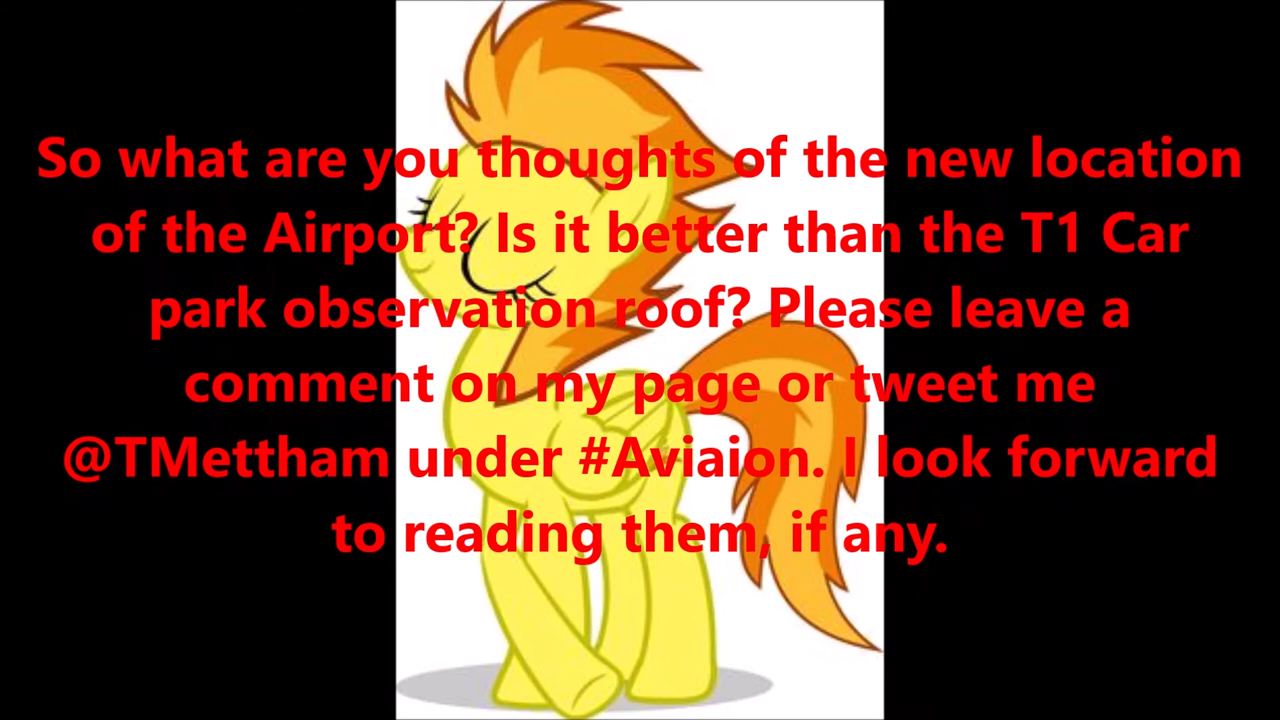 So what are you thoughts of the new location
of the Airport? Is it better than the T1 Car
park observation roof? Please leave a
comment on my page or tweet me
@TMettham under #Aviaion. I look forward
to reading them, if any.